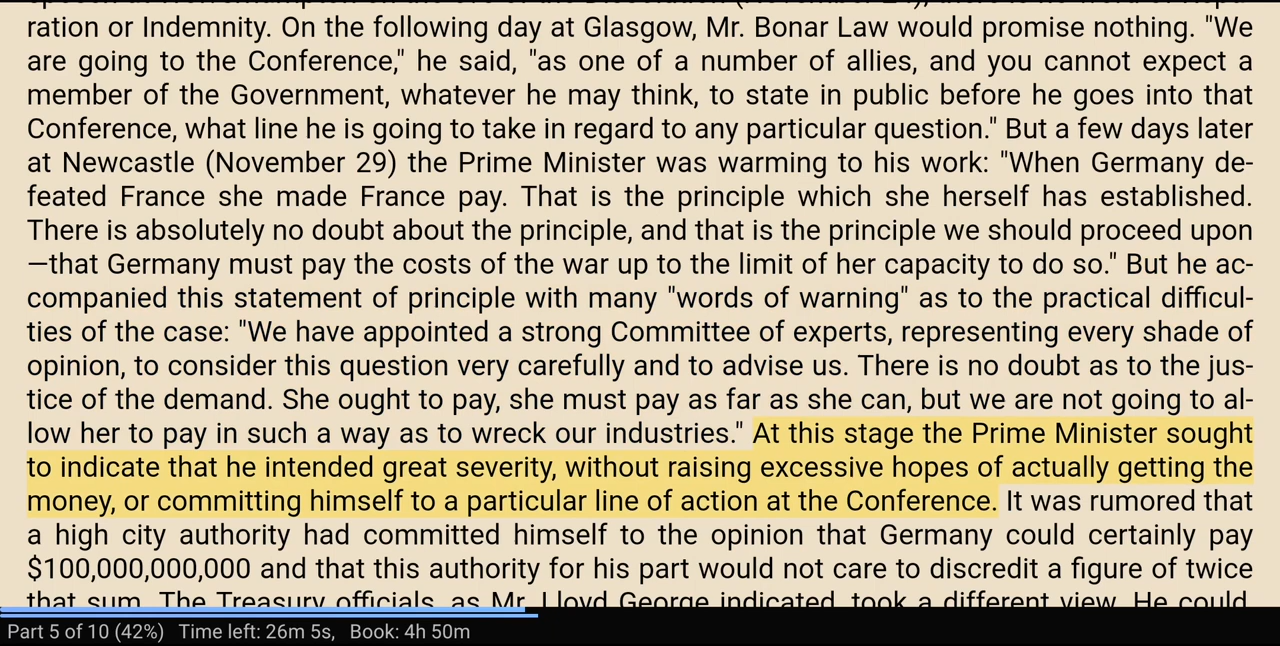 ration or Indemnity. On the following day at Glasgow, Mr. Bonar Law would promise nothing. "We
are going to the Conference," he said, "as one of a number of allies, and you cannot expect a
member of the Government, whatever he may think, to state in public before he goes into that
Conference, what line he is going to take in regard to any particular question." But a few days later
at Newcastle (November 29) the Prime Minister was warming to his work: "When Germany de-
feated France she made France pay. That is the principle which she herself has established.
There is absolutely no doubt about the principle, and that is the principle we should proceed upon
—that Germany must pay the costs of the war up to the limit of her capacity to do so." But he ac-
companied this statement of principle with many "words of warning" as to the practical difficul-
ties of the case: "We have appointed a strong Committee of experts, representing every shade of
opinion, to consider this question very carefully and to advise us. There is no doubt as to the jus-
tice of the demand. She ought to pay, she must pay as far as she can, but we are not going to al-
low her to pay in such a way as to wreck our industries." At this stage the Prime Minister sought
to indicate that he intended great severity, without raising excessive hopes of actually getting the
money, or committing himself to a particular line of action at the Conference. It was rumored that
a high city authority had committed himself to the opinion that Germany could certainly pay
$100,000,000,000 and that this authority for his part would not care to discredit a figure of twice
that sum. The Treasury officials, as Mr. Lloyd George indicated, took a different view. He could,
Part 5 of 10 (42%) Time left: 26m 5s, Book: 4h 50m